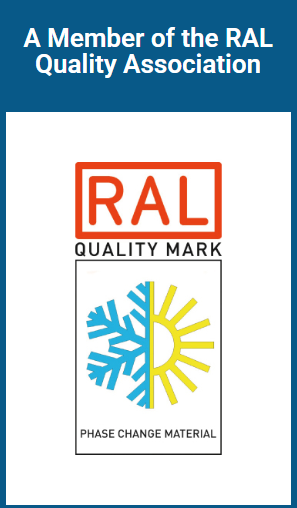 A Member of the RAL
Quality Association
RAL
QUALITY MARK
PHASE CHANGE MATERIAL